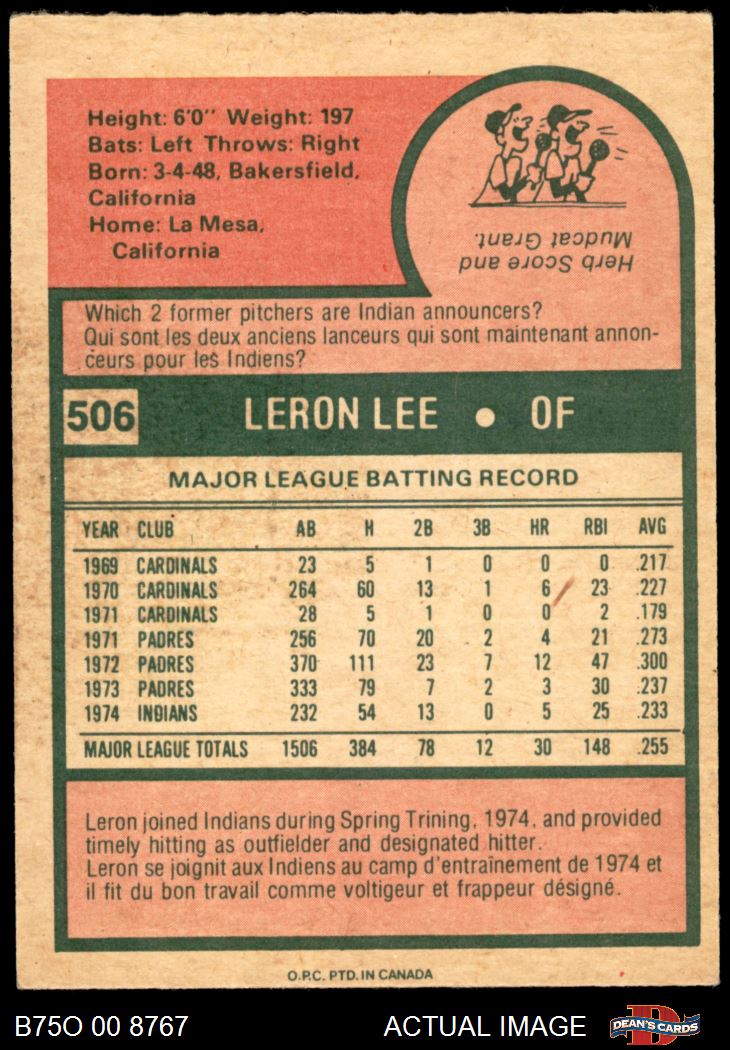 Height: 6'0" Weight: 197
Bats: Left Throws: Right
Born: 3-4-48, Bakersfield,
California
Home: La Mesa,
California
Herb Score and
Mudcat Grant.
Which 2 former pitchers are Indian announcers?
Qui sont les deux anciens lanceurs qui sont maintenant annon-
ceurs pour les Indiens?
506 LERON LEE • OF
MAJOR LEAGUE BATTING RECORD
YEAR CLUB AB H 2B 3B HR RBI AVG
1969 CARDINALS 23 5 1 0 0 0 .217
1970 CARDINALS 264 60 13 1 6 23 .227
1971 CARDINALS 28 5 1 0 0 2 .179
1971 PADRES 256 70 20 2 4 21 .273
1972 PADRES 370 111 23 7 12 47 .300
1973 PADRES 333 79 7 2 3 30 .237
1974 INDIANS 232 54 13 0 5 25 .233
MAJOR LEAGUE TOTALS 1506 384 78 12 30 148 .255
Leron joined Indians during Spring Trining, 1974, and provided
timely hitting as outfielder and designated hitter.
Leron se joignit aux Indiens au camp d'entraînement de 1974 et
il fit du bon travail comme voltigeur et frappeur désigné.
O.P.C. PTD. IN CANADA
B75O 00 8767 ACTUAL IMAGE DEAN'S CARDS